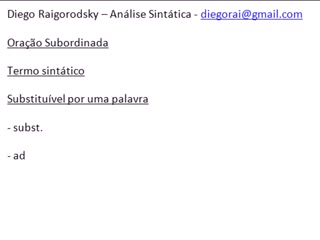 Diego Raigorodsky – Análise Sintática - diegorai@gmail.com
Oração Subordinada
Termo sintático
Substituível por uma palavra
- subst.
- ad